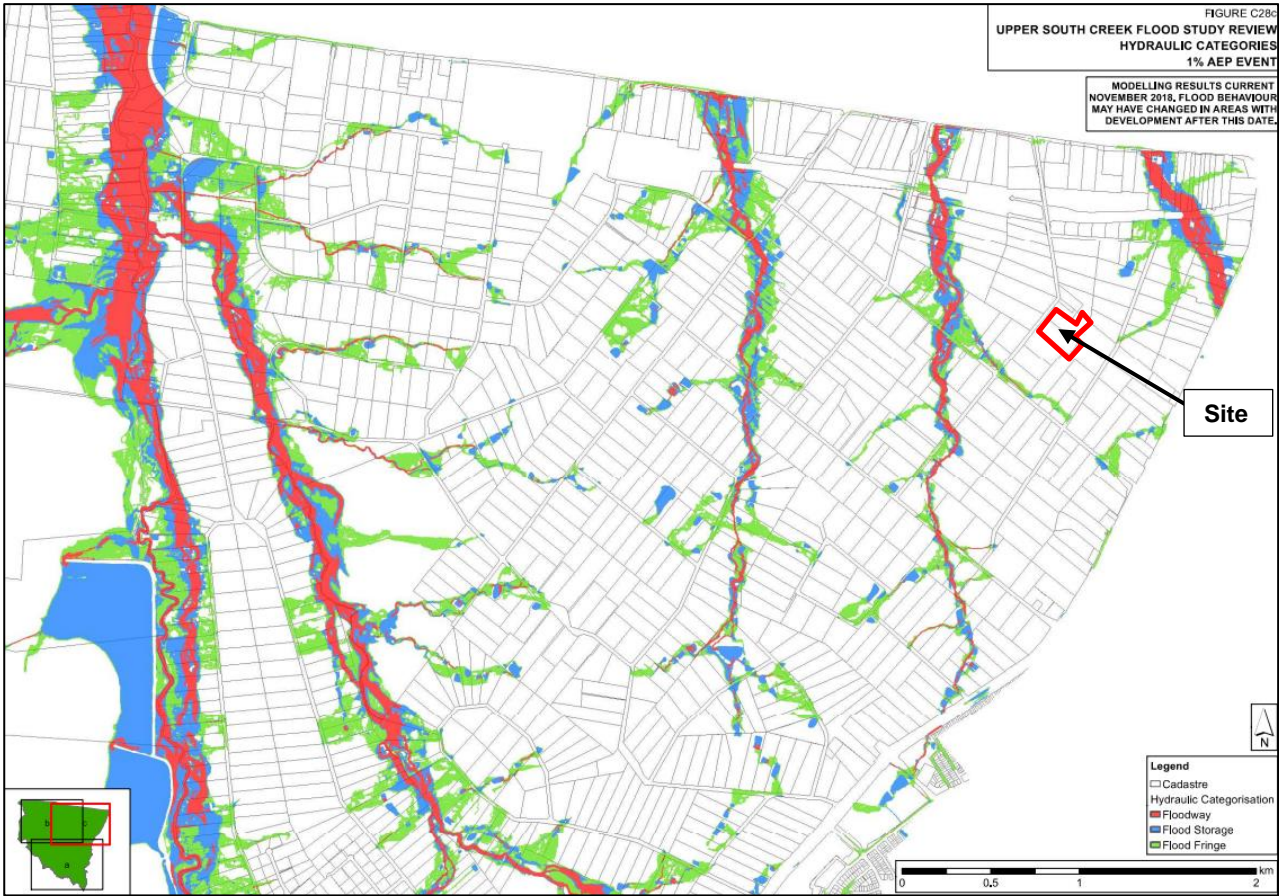 FIGURE C28c
UPPER SOUTH CREEK FLOOD STUDY REVIEW
HYDRAULIC CATEGORIES
1% AEP EVENT
MODELLING RESULTS CURRENT
NOVEMBER 2018, FLOOD BEHAVIOUR
MAY HAVE CHANGED IN AREAS WITH
DEVELOPMENT AFTER THIS DATE.
Site
N
Legend
Cadastre
Hydraulic Categorisation
Floodway
Flood Storage
Flood Fringe
b
c
a
km
0
0.5
1
2